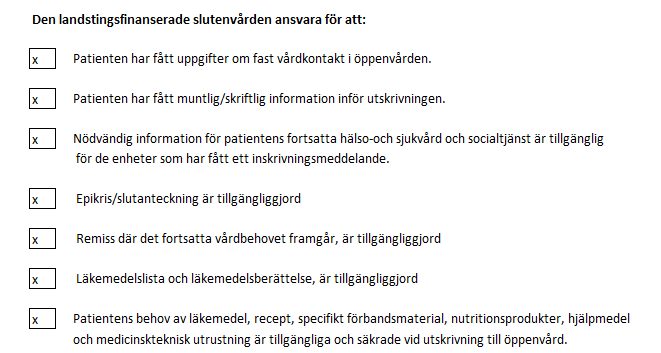 Den landstingsfinanserade slutenvården ansvara för att:
x Patienten har fått uppgifter om fast vårdkontakt i öppenvården.
x Patienten har fått muntlig/skriftlig information inför utskrivningen.
x Nödvändig information för patientens fortsatta hälso-och sjukvård och socialtjänst är tillgänglig
för de enheter som har fått ett inskrivningsmeddelande.
x Epikris/slutanteckning är tillgängliggjord
x Remiss där det fortsatta vårdbehovet framgår, är tillgängliggjord
x Läkemedelslista och läkemedelsberättelse, är tillgängliggjord
x Patientens behov av läkemedel, recept, specifikt förbandsmaterial, nutritionsprodukter, hjälpmedel
och medicinskteknisk utrustning är tillgängliga och säkrade vid utskrivning till öppenvård.